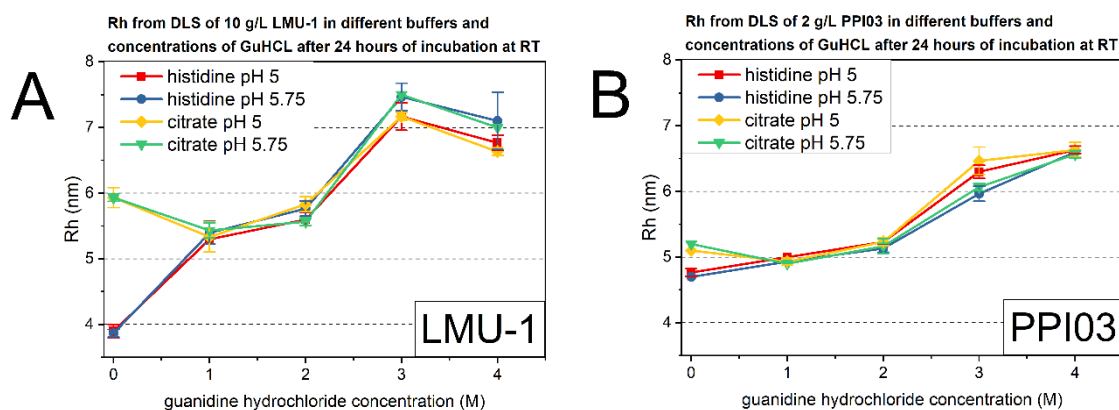 Rh from DLS of 10 g/L LMU-1 in different buffers and
concentrations of GuHCL after 24 hours of incubation at RT
A
8
7
6
5
4
Rh (nm)
histidine pH 5
histidine pH 5.75
citrate pH 5
citrate pH 5.75
LMU-1
0 1 2 3 4
guanidine hydrochloride concentration (M)
Rh from DLS of 2 g/L PPI03 in different buffers and
concentrations of GuHCL after 24 hours of incubation at RT
B
8
7
6
5
4
Rh (nm)
histidine pH 5
histidine pH 5.75
citrate pH 5
citrate pH 5.75
PPI03
0 1 2 3 4
guanidine hydrochloride concentration (M)